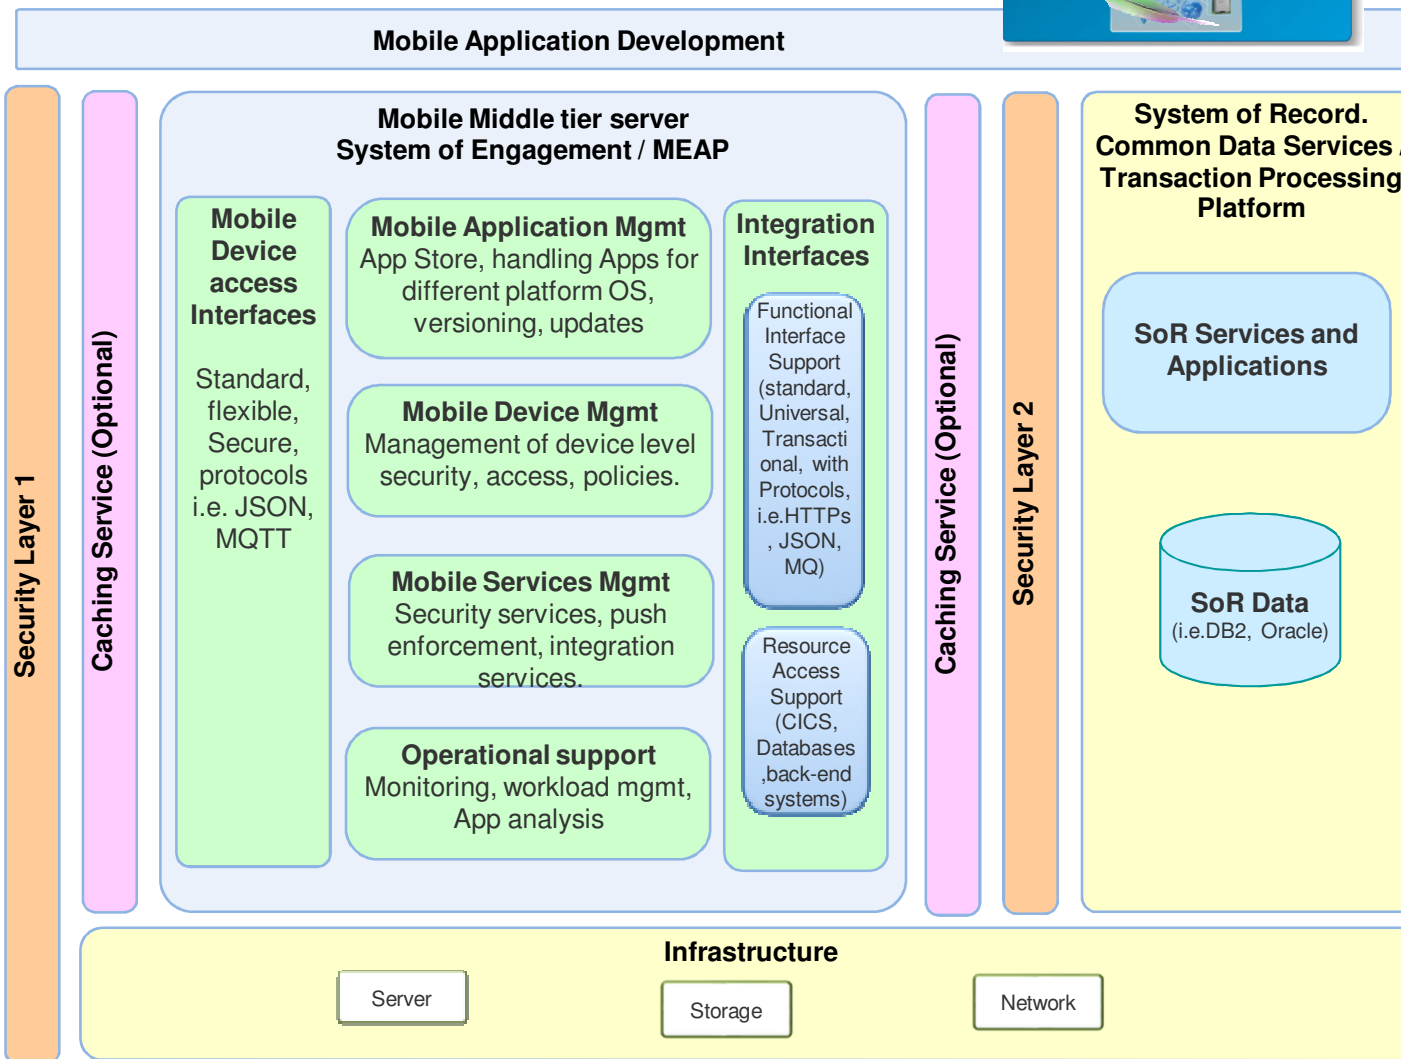 Mobile Application Development
Security Layer 1
Caching Service (Optional)
Mobile Middle tier server
System of Engagement / MEAP
Mobile
Device
access
Interfaces
Standard,
flexible,
Secure,
protocols
i.e. JSON,
MQTT
Mobile Application Mgmt
App Store, handling Apps for
different platform OS,
versioning, updates
Mobile Device Mgmt
Management of device level
security, access, policies.
Mobile Services Mgmt
Security services, push
enforcement, integration
services.
Operational support
Monitoring, workload mgmt,
App analysis
Integration
Interfaces
Functional
Interface
Support
(standard,
Universal,
Transacti
onal, with
Protocols,
i.e.HTTPs
, JSON,
MQ)
Resource
Access
Support
(CICS,
Databases
,back-end
systems)
Caching Service (Optional)
Security Layer 2
System of Record.
Common Data Services /
Transaction Processing
Platform
SoR Services and
Applications
SoR Data
(i.e.DB2, Oracle)
Infrastructure
Server
Storage
Network